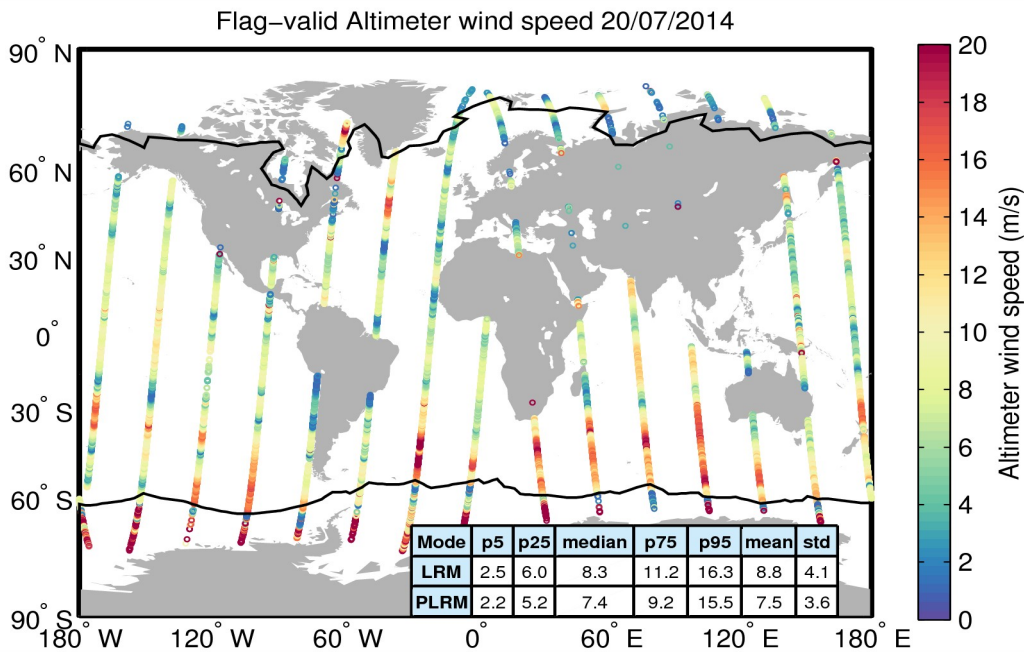 Flag−valid Altimeter wind speed 20/07/2014
90° N
60° N
30° N
0°
30° S
60° S
90° S
180° W
120° W
60° W
0°
60° E
120° E
180° E
Mode p5 p25 median p75 p95 mean std
LRM 2.5 6.0 8.3 11.2 16.3 8.8 4.1
PLRM 2.2 5.2 7.4 9.2 15.5 7.5 3.6
20
18
16
14
12
10
8
6
4
2
0
Altimeter wind speed (m/s)